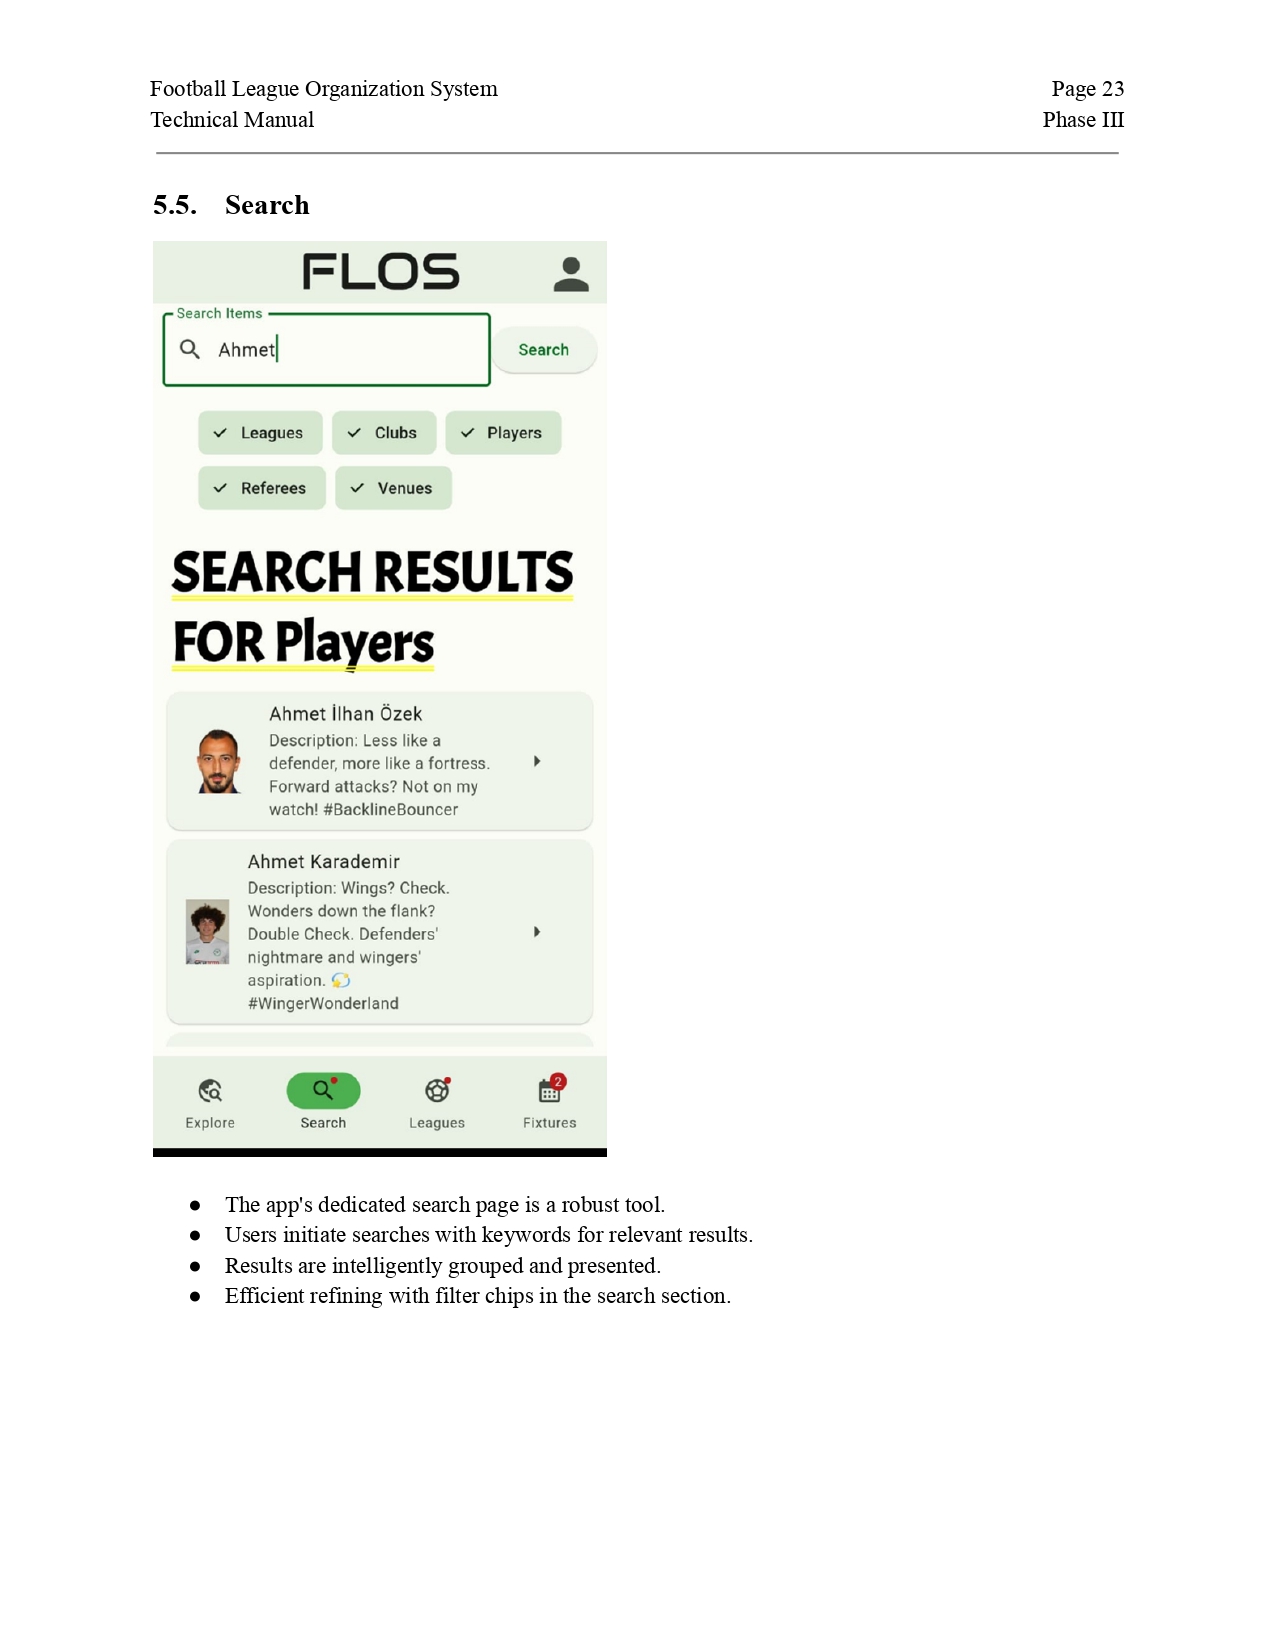 Football League Organization System Page 23
Technical Manual Phase III
5.5. Search
FLOS
Search Items
Ahmet
Search
Leagues Clubs Players
Referees Venues
SEARCH RESULTS
FOR Players
Ahmet İlhan Özek
Description: Less like a
defender, more like a fortress.
Forward attacks? Not on my
watch! #BacklineBouncer
Ahmet Karademir
Description: Wings? Check.
Wonders down the flank?
Double Check. Defenders'
nightmare and wingers'
aspiration. 💫
#WingerWonderland
2
Explore Search Leagues Fixtures
● The app's dedicated search page is a robust tool.
● Users initiate searches with keywords for relevant results.
● Results are intelligently grouped and presented.
● Efficient refining with filter chips in the search section.